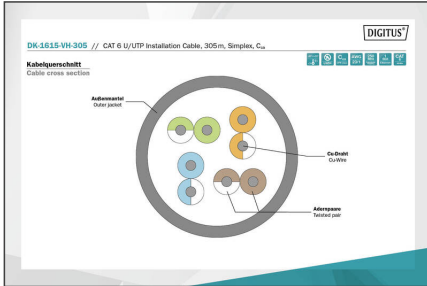 DIGITUS®
DK-1615-VH-305 // CAT 6 U/UTP Installation Cable, 305 m, Simplex, Cca
Kabelquerschnitt
Cable cross section
Außenmantel
Outer jacket
Cu-Draht
Cu-Wire
Aderpaare
Twisted pair